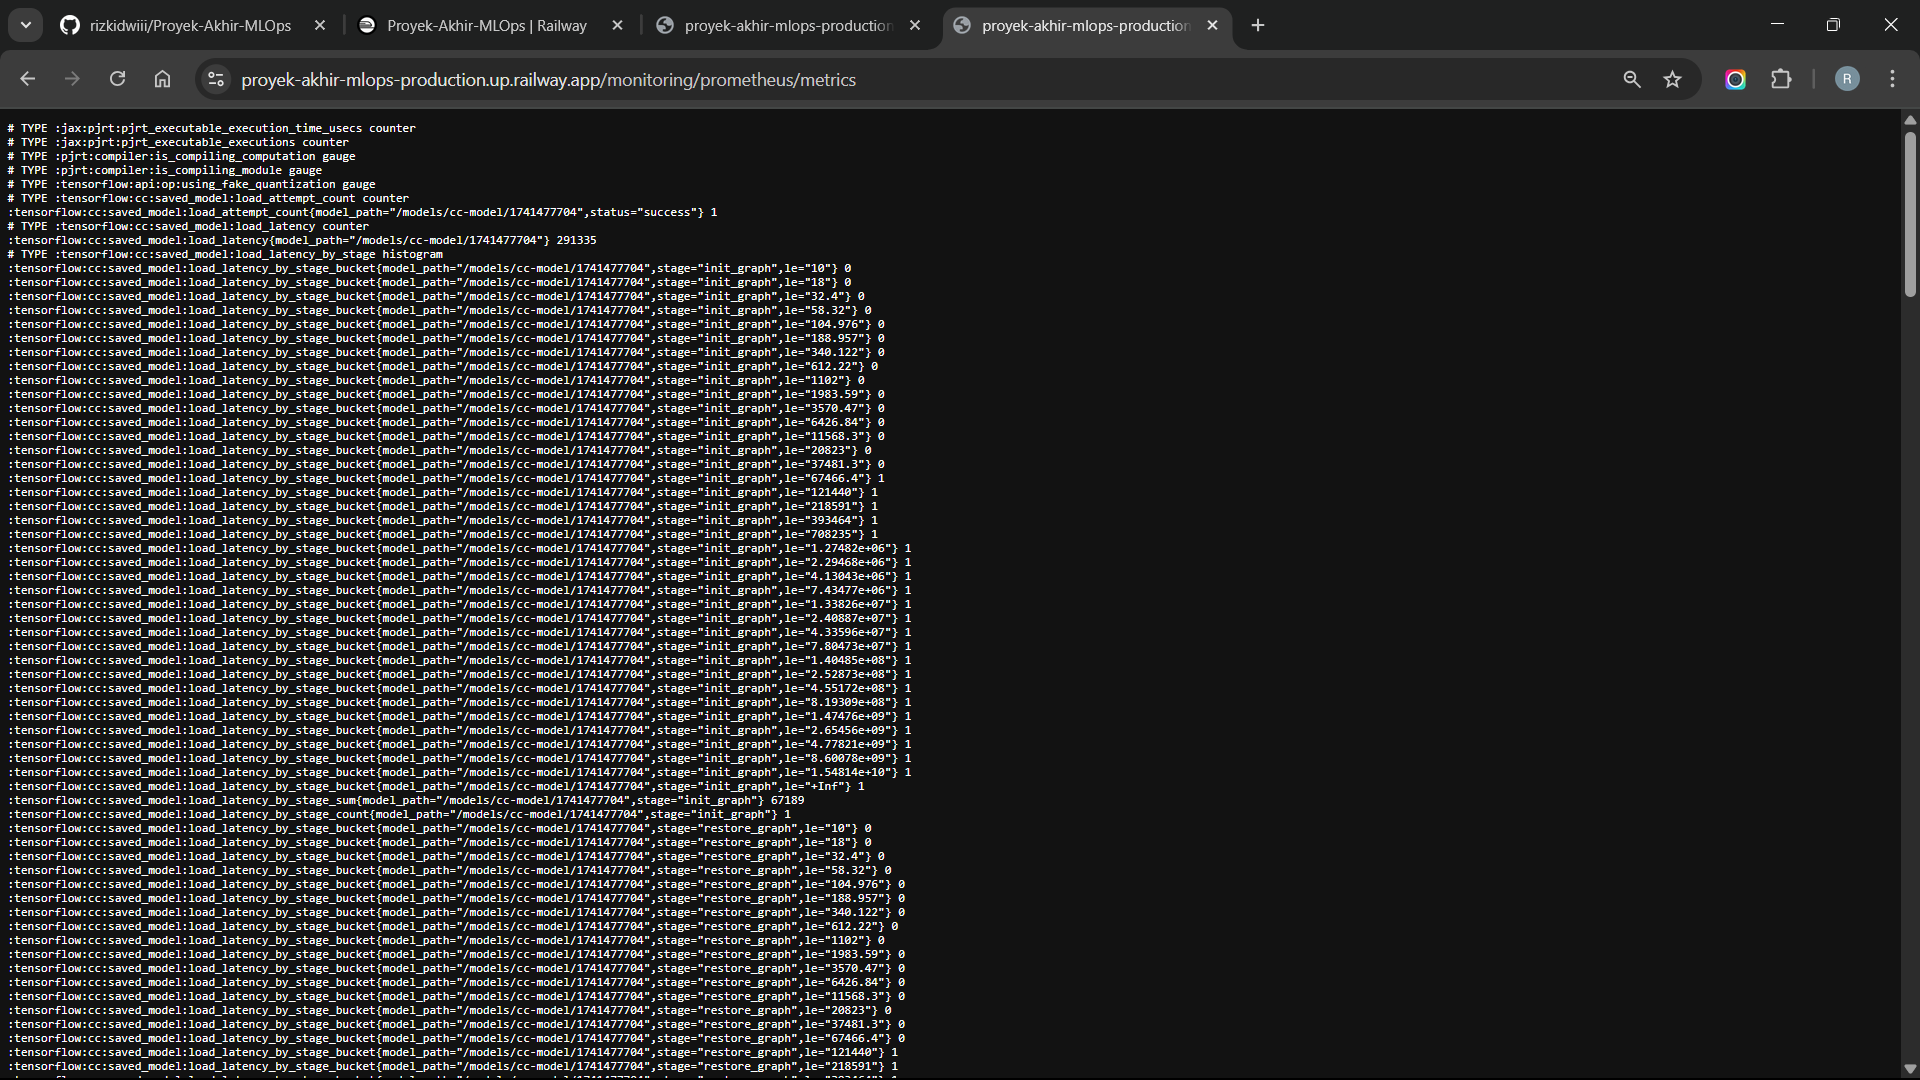 rizkidwiii/Proyek-Akhir-MLOps
Proyek-Akhir-MLOps | Railway
proyek-akhir-mlops-production
proyek-akhir-mlops-production
proyek-akhir-mlops-production.up.railway.app/monitoring/prometheus/metrics
R
# TYPE :jax:pjrt:pjrt_executable_execution_time_usecs counter
# TYPE :jax:pjrt:pjrt_executable_executions counter
# TYPE :pjrt:compiler:is_compiling_computation gauge
# TYPE :pjrt:compiler:is_compiling_module gauge
# TYPE :tensorflow:api:op:using_fake_quantization gauge
# TYPE :tensorflow:cc:saved_model:load_attempt_count counter
:tensorflow:cc:saved_model:load_attempt_count{model_path="/models/cc-model/1741477704",status="success"} 1
# TYPE :tensorflow:cc:saved_model:load_latency counter
:tensorflow:cc:saved_model:load_latency{model_path="/models/cc-model/1741477704"} 291335
# TYPE :tensorflow:cc:saved_model:load_latency_by_stage histogram
:tensorflow:cc:saved_model:load_latency_by_stage_bucket{model_path="/models/cc-model/1741477704",stage="init_graph",le="10"} 0
:tensorflow:cc:saved_model:load_latency_by_stage_bucket{model_path="/models/cc-model/1741477704",stage="init_graph",le="18"} 0
:tensorflow:cc:saved_model:load_latency_by_stage_bucket{model_path="/models/cc-model/1741477704",stage="init_graph",le="32.4"} 0
:tensorflow:cc:saved_model:load_latency_by_stage_bucket{model_path="/models/cc-model/1741477704",stage="init_graph",le="58.32"} 0
:tensorflow:cc:saved_model:load_latency_by_stage_bucket{model_path="/models/cc-model/1741477704",stage="init_graph",le="104.976"} 0
:tensorflow:cc:saved_model:load_latency_by_stage_bucket{model_path="/models/cc-model/1741477704",stage="init_graph",le="188.957"} 0
:tensorflow:cc:saved_model:load_latency_by_stage_bucket{model_path="/models/cc-model/1741477704",stage="init_graph",le="340.122"} 0
:tensorflow:cc:saved_model:load_latency_by_stage_bucket{model_path="/models/cc-model/1741477704",stage="init_graph",le="612.22"} 0
:tensorflow:cc:saved_model:load_latency_by_stage_bucket{model_path="/models/cc-model/1741477704",stage="init_graph",le="1102"} 0
:tensorflow:cc:saved_model:load_latency_by_stage_bucket{model_path="/models/cc-model/1741477704",stage="init_graph",le="1983.59"} 0
:tensorflow:cc:saved_model:load_latency_by_stage_bucket{model_path="/models/cc-model/1741477704",stage="init_graph",le="3570.47"} 0
:tensorflow:cc:saved_model:load_latency_by_stage_bucket{model_path="/models/cc-model/1741477704",stage="init_graph",le="6426.84"} 0
:tensorflow:cc:saved_model:load_latency_by_stage_bucket{model_path="/models/cc-model/1741477704",stage="init_graph",le="11568.3"} 0
:tensorflow:cc:saved_model:load_latency_by_stage_bucket{model_path="/models/cc-model/1741477704",stage="init_graph",le="20823"} 0
:tensorflow:cc:saved_model:load_latency_by_stage_bucket{model_path="/models/cc-model/1741477704",stage="init_graph",le="37481.3"} 0
:tensorflow:cc:saved_model:load_latency_by_stage_bucket{model_path="/models/cc-model/1741477704",stage="init_graph",le="67466.4"} 1
:tensorflow:cc:saved_model:load_latency_by_stage_bucket{model_path="/models/cc-model/1741477704",stage="init_graph",le="121440"} 1
:tensorflow:cc:saved_model:load_latency_by_stage_bucket{model_path="/models/cc-model/1741477704",stage="init_graph",le="218591"} 1
:tensorflow:cc:saved_model:load_latency_by_stage_bucket{model_path="/models/cc-model/1741477704",stage="init_graph",le="393464"} 1
:tensorflow:cc:saved_model:load_latency_by_stage_bucket{model_path="/models/cc-model/1741477704",stage="init_graph",le="708235"} 1
:tensorflow:cc:saved_model:load_latency_by_stage_bucket{model_path="/models/cc-model/1741477704",stage="init_graph",le="1.27482e+06"} 1
:tensorflow:cc:saved_model:load_latency_by_stage_bucket{model_path="/models/cc-model/1741477704",stage="init_graph",le="2.29468e+06"} 1
:tensorflow:cc:saved_model:load_latency_by_stage_bucket{model_path="/models/cc-model/1741477704",stage="init_graph",le="4.13043e+06"} 1
:tensorflow:cc:saved_model:load_latency_by_stage_bucket{model_path="/models/cc-model/1741477704",stage="init_graph",le="7.43477e+06"} 1
:tensorflow:cc:saved_model:load_latency_by_stage_bucket{model_path="/models/cc-model/1741477704",stage="init_graph",le="1.33826e+07"} 1
:tensorflow:cc:saved_model:load_latency_by_stage_bucket{model_path="/models/cc-model/1741477704",stage="init_graph",le="2.40887e+07"} 1
:tensorflow:cc:saved_model:load_latency_by_stage_bucket{model_path="/models/cc-model/1741477704",stage="init_graph",le="4.33596e+07"} 1
:tensorflow:cc:saved_model:load_latency_by_stage_bucket{model_path="/models/cc-model/1741477704",stage="init_graph",le="7.80473e+07"} 1
:tensorflow:cc:saved_model:load_latency_by_stage_bucket{model_path="/models/cc-model/1741477704",stage="init_graph",le="1.40485e+08"} 1
:tensorflow:cc:saved_model:load_latency_by_stage_bucket{model_path="/models/cc-model/1741477704",stage="init_graph",le="2.52873e+08"} 1
:tensorflow:cc:saved_model:load_latency_by_stage_bucket{model_path="/models/cc-model/1741477704",stage="init_graph",le="4.55172e+08"} 1
:tensorflow:cc:saved_model:load_latency_by_stage_bucket{model_path="/models/cc-model/1741477704",stage="init_graph",le="8.19309e+08"} 1
:tensorflow:cc:saved_model:load_latency_by_stage_bucket{model_path="/models/cc-model/1741477704",stage="init_graph",le="1.47476e+09"} 1
:tensorflow:cc:saved_model:load_latency_by_stage_bucket{model_path="/models/cc-model/1741477704",stage="init_graph",le="2.65456e+09"} 1
:tensorflow:cc:saved_model:load_latency_by_stage_bucket{model_path="/models/cc-model/1741477704",stage="init_graph",le="4.77821e+09"} 1
:tensorflow:cc:saved_model:load_latency_by_stage_bucket{model_path="/models/cc-model/1741477704",stage="init_graph",le="8.60078e+09"} 1
:tensorflow:cc:saved_model:load_latency_by_stage_bucket{model_path="/models/cc-model/1741477704",stage="init_graph",le="1.54814e+10"} 1
:tensorflow:cc:saved_model:load_latency_by_stage_bucket{model_path="/models/cc-model/1741477704",stage="init_graph",le="+Inf"} 1
:tensorflow:cc:saved_model:load_latency_by_stage_sum{model_path="/models/cc-model/1741477704",stage="init_graph"} 67189
:tensorflow:cc:saved_model:load_latency_by_stage_count{model_path="/models/cc-model/1741477704",stage="init_graph"} 1
:tensorflow:cc:saved_model:load_latency_by_stage_bucket{model_path="/models/cc-model/1741477704",stage="restore_graph",le="10"} 0
:tensorflow:cc:saved_model:load_latency_by_stage_bucket{model_path="/models/cc-model/1741477704",stage="restore_graph",le="18"} 0
:tensorflow:cc:saved_model:load_latency_by_stage_bucket{model_path="/models/cc-model/1741477704",stage="restore_graph",le="32.4"} 0
:tensorflow:cc:saved_model:load_latency_by_stage_bucket{model_path="/models/cc-model/1741477704",stage="restore_graph",le="58.32"} 0
:tensorflow:cc:saved_model:load_latency_by_stage_bucket{model_path="/models/cc-model/1741477704",stage="restore_graph",le="104.976"} 0
:tensorflow:cc:saved_model:load_latency_by_stage_bucket{model_path="/models/cc-model/1741477704",stage="restore_graph",le="188.957"} 0
:tensorflow:cc:saved_model:load_latency_by_stage_bucket{model_path="/models/cc-model/1741477704",stage="restore_graph",le="340.122"} 0
:tensorflow:cc:saved_model:load_latency_by_stage_bucket{model_path="/models/cc-model/1741477704",stage="restore_graph",le="612.22"} 0
:tensorflow:cc:saved_model:load_latency_by_stage_bucket{model_path="/models/cc-model/1741477704",stage="restore_graph",le="1102"} 0
:tensorflow:cc:saved_model:load_latency_by_stage_bucket{model_path="/models/cc-model/1741477704",stage="restore_graph",le="1983.59"} 0
:tensorflow:cc:saved_model:load_latency_by_stage_bucket{model_path="/models/cc-model/1741477704",stage="restore_graph",le="3570.47"} 0
:tensorflow:cc:saved_model:load_latency_by_stage_bucket{model_path="/models/cc-model/1741477704",stage="restore_graph",le="6426.84"} 0
:tensorflow:cc:saved_model:load_latency_by_stage_bucket{model_path="/models/cc-model/1741477704",stage="restore_graph",le="11568.3"} 0
:tensorflow:cc:saved_model:load_latency_by_stage_bucket{model_path="/models/cc-model/1741477704",stage="restore_graph",le="20823"} 0
:tensorflow:cc:saved_model:load_latency_by_stage_bucket{model_path="/models/cc-model/1741477704",stage="restore_graph",le="37481.3"} 0
:tensorflow:cc:saved_model:load_latency_by_stage_bucket{model_path="/models/cc-model/1741477704",stage="restore_graph",le="67466.4"} 0
:tensorflow:cc:saved_model:load_latency_by_stage_bucket{model_path="/models/cc-model/1741477704",stage="restore_graph",le="121440"} 1
:tensorflow:cc:saved_model:load_latency_by_stage_bucket{model_path="/models/cc-model/1741477704",stage="restore_graph",le="218591"} 1